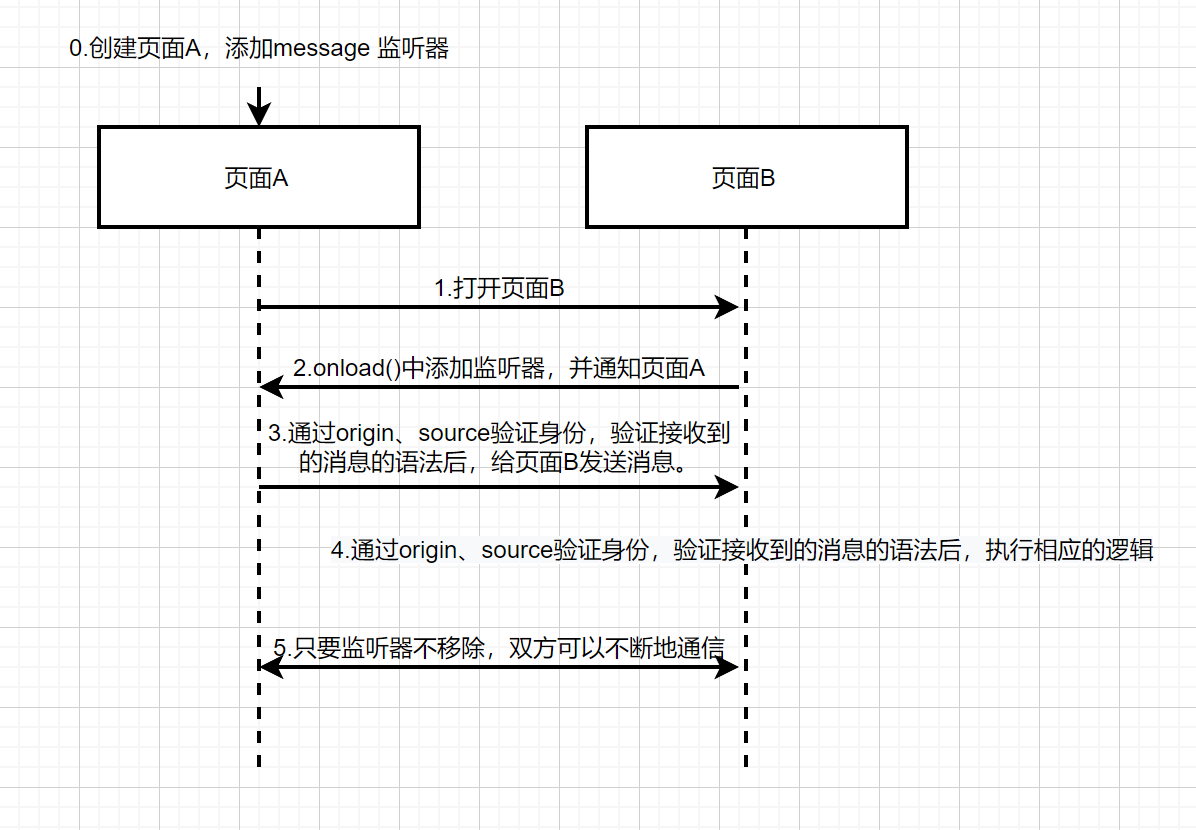 0.创建页面A，添加message 监听器
页面A
页面B
1.打开页面B
2.onload()中添加监听器，并通知页面A
3.通过origin、source验证身份，验证接收到
的消息的语法后，给页面B发送消息。
4.通过origin、source验证身份，验证接收到的消息的语法后，执行相应的逻辑
5.只要监听器不移除，双方可以不断地通信